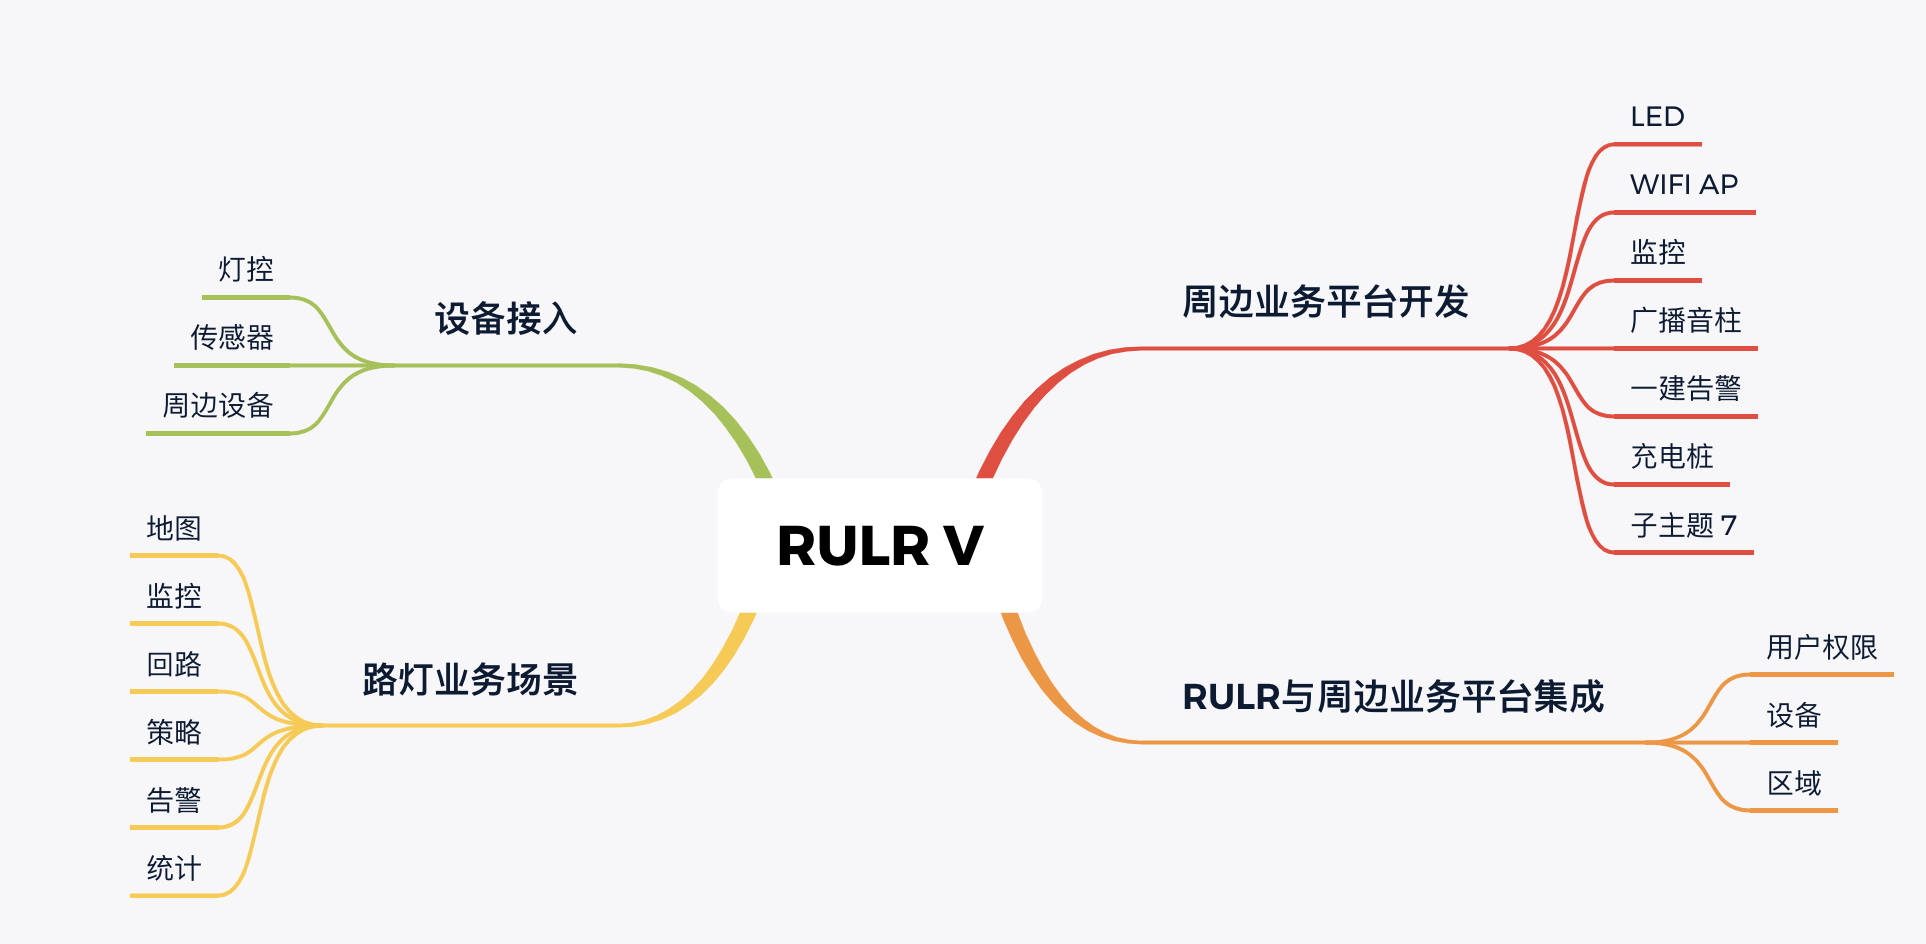 RULR V
周边业务平台开发
LED
WIFI AP
监控
广播音柱
一建告警
充电桩
子主题 7
RULR与周边业务平台集成
用户权限
设备
区域
设备接入
灯控
传感器
周边设备
路灯业务场景
地图
监控
回路
策略
告警
统计